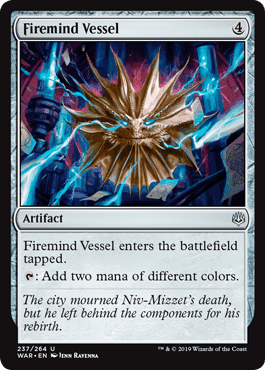 Firemind Vessel 4
Artifact
Firemind Vessel enters the battlefield
tapped.
: Add two mana of different colors.
The city mourned Niv-Mizzet's death,
but he left behind the components for his
rebirth.
237/264 U
WAR • EN Jenn Ravenna ™ & © 2019 Wizards of the Coast